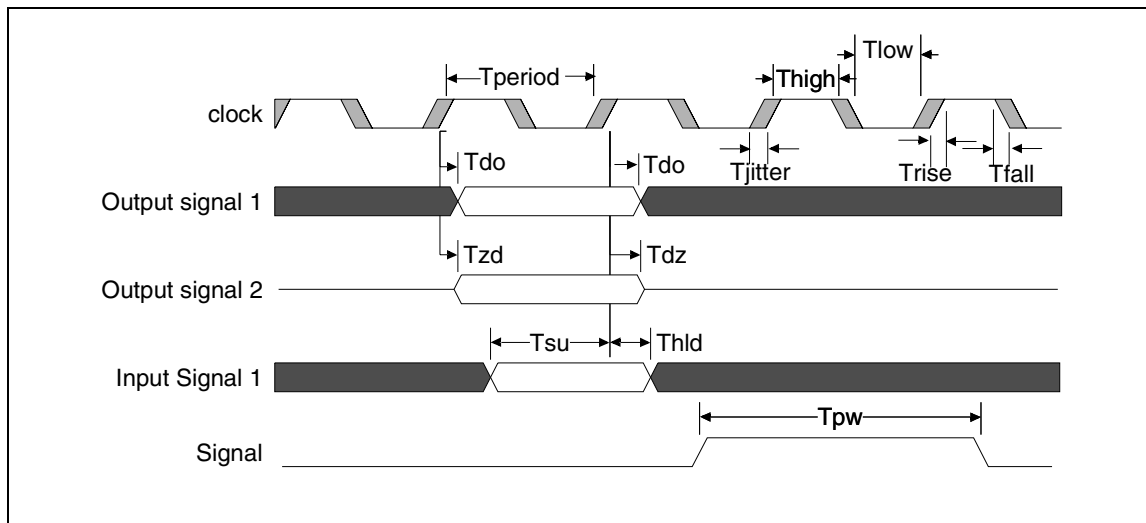 Tlow
Tperiod
Thigh
clock
Tdo
Tdo
Tjitter
Trise
Tfall
Output signal 1
Tzd
Tdz
Output signal 2
Tsu
Thld
Input Signal 1
Tpw
Signal